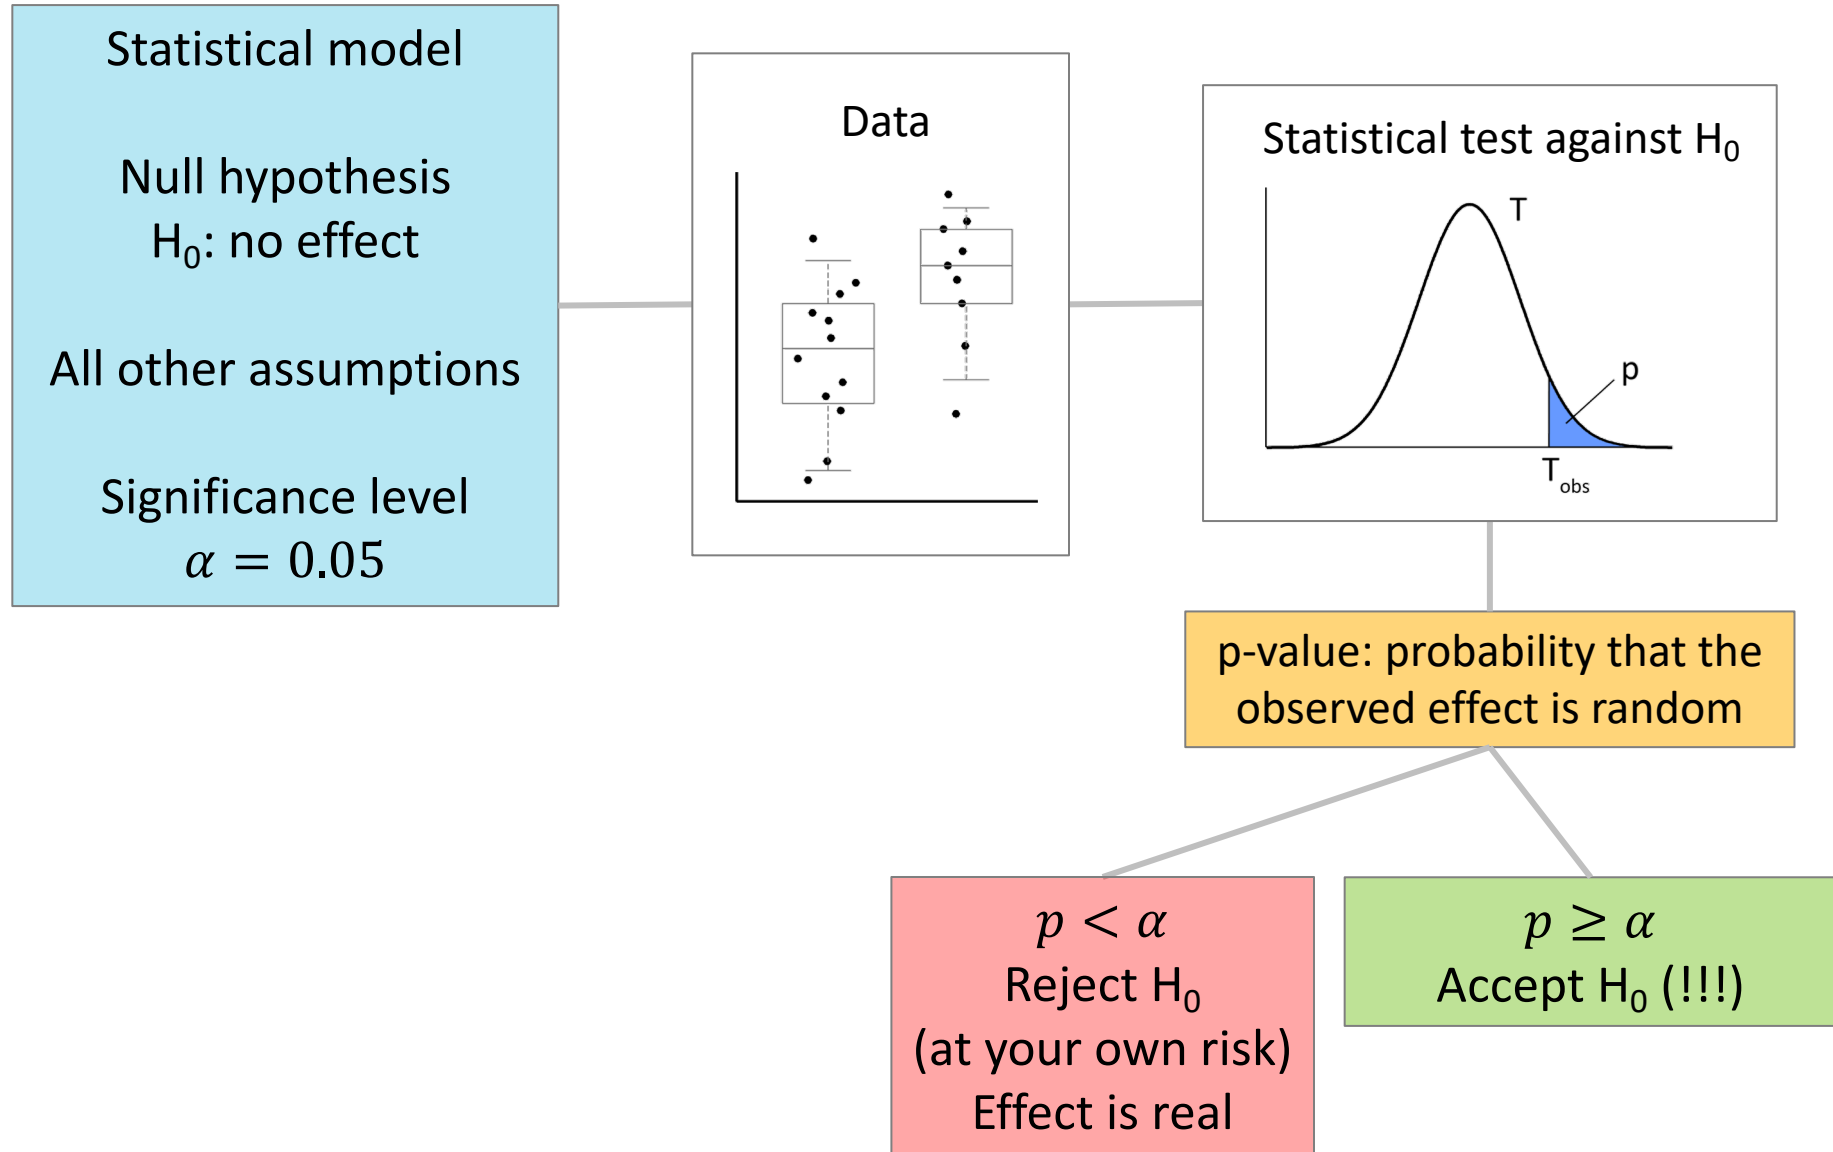 Statistical model
Null hypothesis
H₀: no effect
All other assumptions
Significance level
α = 0.05
Data
Statistical test against H₀
T
p
T_obs
p-value: probability that the
observed effect is random
p < α
Reject H₀
(at your own risk)
Effect is real
p ≥ α
Accept H₀ (!!!)